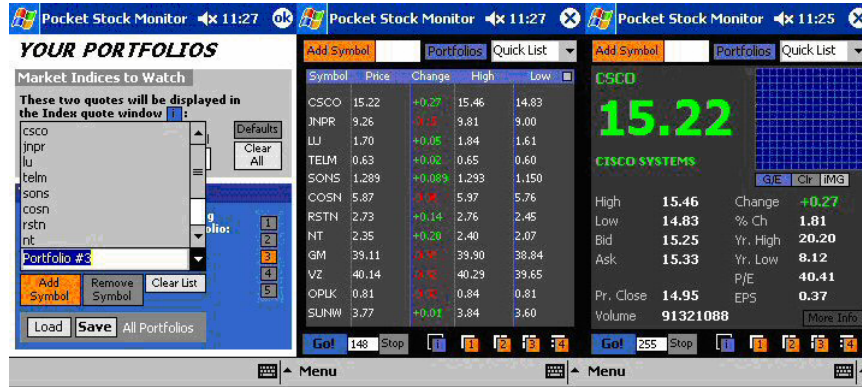 Pocket Stock Monitor 11:27 ok
YOUR PORTFOLIOS
Market Indices to Watch
These two quotes will be displayed in
the Index quote window i :
Defaults
Clear
All
csco
jnpr
lu
telm
sons
cosn
rstn
nt
Portfolio #3
1
2
3
4
5
Add
Symbol
Remove
Symbol
Clear List
Load Save All Portfolios
Pocket Stock Monitor 11:27
Add Symbol Portfolios Quick List
Symbol Price Change High Low
CSCO 15.22 +0.27 15.46 14.83
JNPR 9.26 9.81 9.00
LU 1.70 +0.05 1.84 1.61
TELM 0.63 +0.02 0.65 0.60
SONS 1.289 +0.089 1.293 1.150
COSN 5.87 5.97 5.76
RSTN 2.73 +0.14 2.76 2.45
NT 2.35 +0.20 2.40 2.07
GM 39.11 39.90 38.84
VZ 40.14 40.29 39.65
OPLK 0.81 0.84 0.81
SUNW 3.77 +0.01 3.84 3.60
Go! 148 Stop i 1 2 3 4
Menu
Pocket Stock Monitor 11:25
Add Symbol Portfolios Quick List
CSCO
15.22
CISCO SYSTEMS
G/E Clr iMG
High 15.46 Change +0.27
Low 14.83 % Ch 1.81
Bid 15.25 Yr. High 20.20
Ask 15.33 Yr. Low 8.12
P/E 40.41
Pr. Close 14.95 EPS 0.37
Volume 91321088 More Info
Go! 255 Stop i 1 2 3 4
Menu